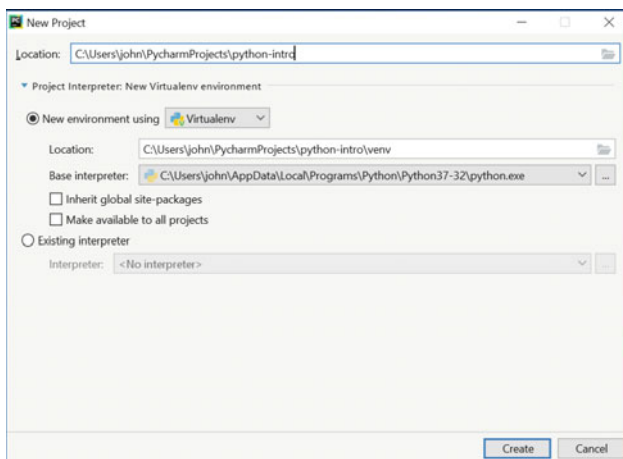 New Project
Location: C:\Users\john\PycharmProjects\python-intro
Project Interpreter: New Virtualenv environment
New environment using Virtualenv
Location: C:\Users\john\PycharmProjects\python-intro\venv
Base interpreter: C:\Users\john\AppData\Local\Programs\Python\Python37-32\python.exe ...
Inherit global site-packages
Make available to all projects
Existing interpreter
Interpreter: <No interpreter> ...
Create Cancel